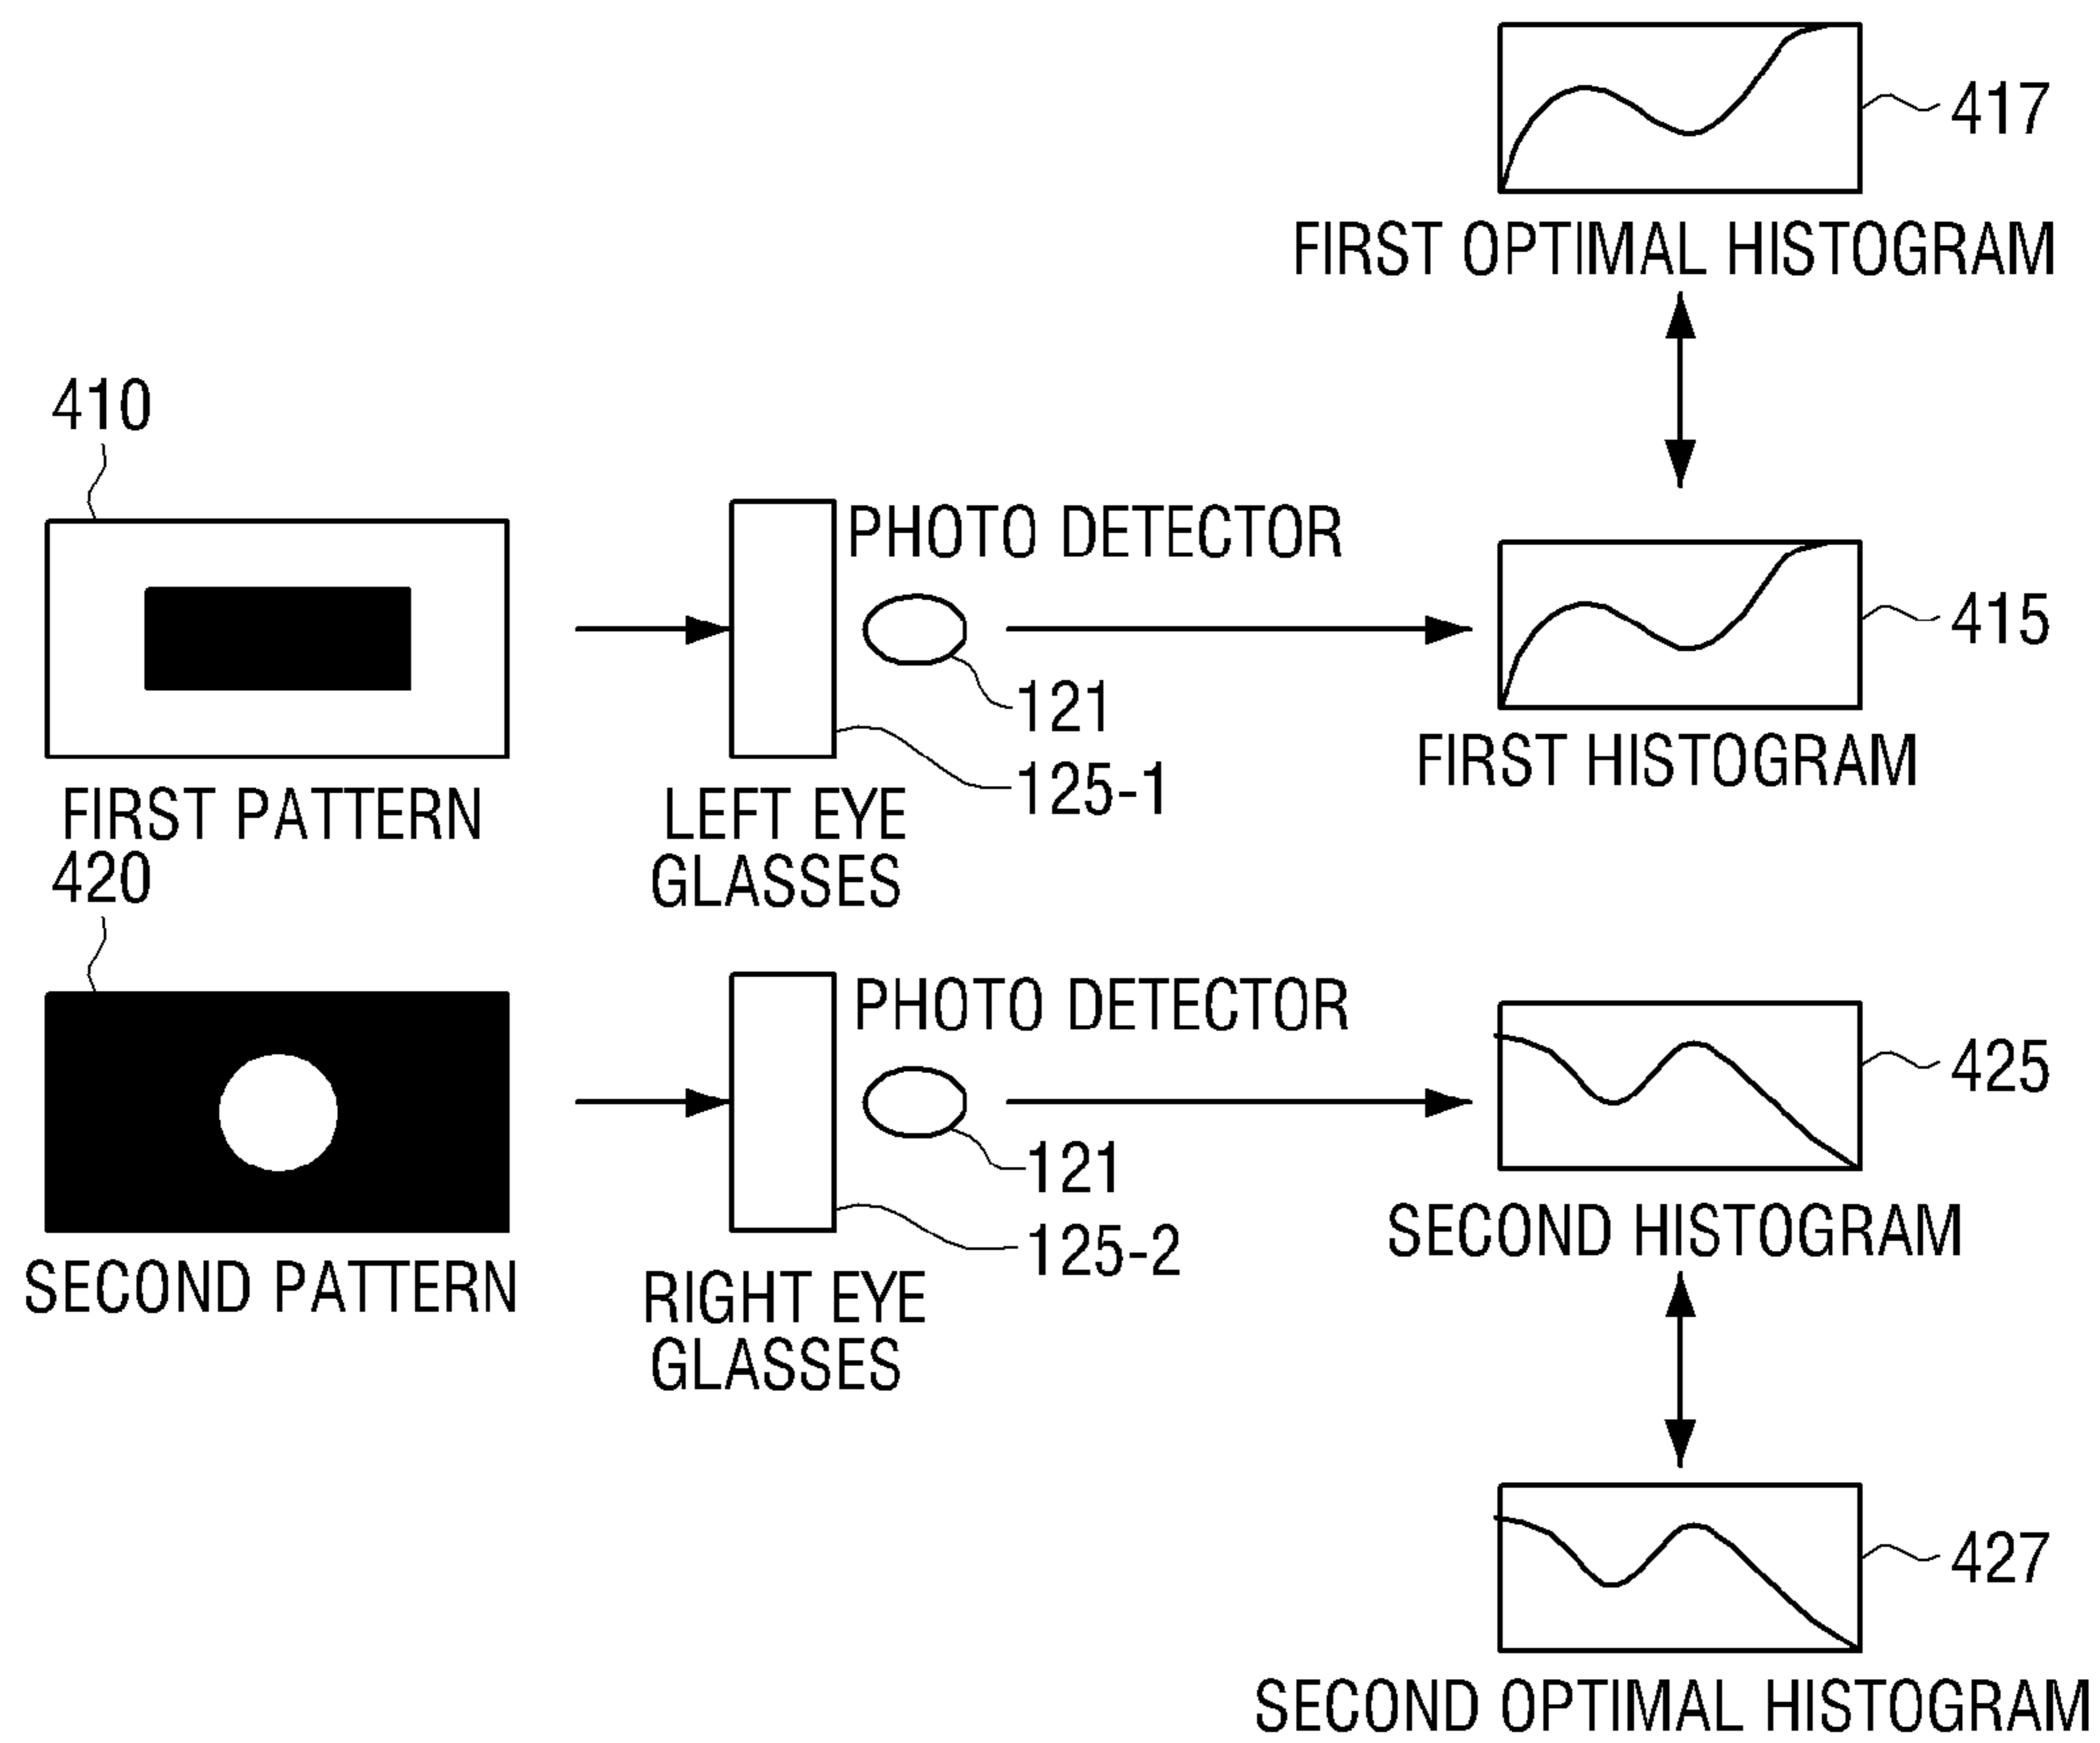 417
FIRST OPTIMAL HISTOGRAM
410
PHOTO DETECTOR
415
121
125-1
FIRST HISTOGRAM
FIRST PATTERN
LEFT EYE
GLASSES
420
PHOTO DETECTOR
425
121
125-2
SECOND HISTOGRAM
SECOND PATTERN
RIGHT EYE
GLASSES
427
SECOND OPTIMAL HISTOGRAM